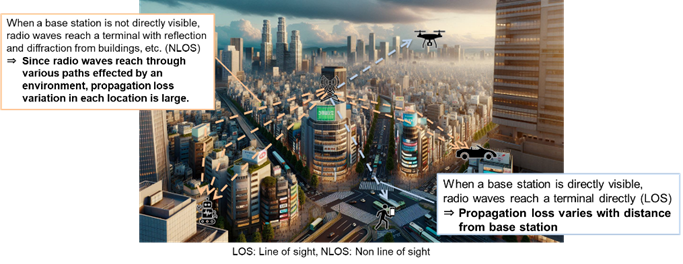 When a base station is not directly visible,
radio waves reach a terminal with reflection
and diffraction from buildings, etc. (NLOS)
⇒ Since radio waves reach through
various paths effected by an
environment, propagation loss
variation in each location is large.
When a base station is directly visible,
radio waves reach a terminal directly (LOS)
⇒ Propagation loss varies with distance
from base station
LOS: Line of sight, NLOS: Non line of sight